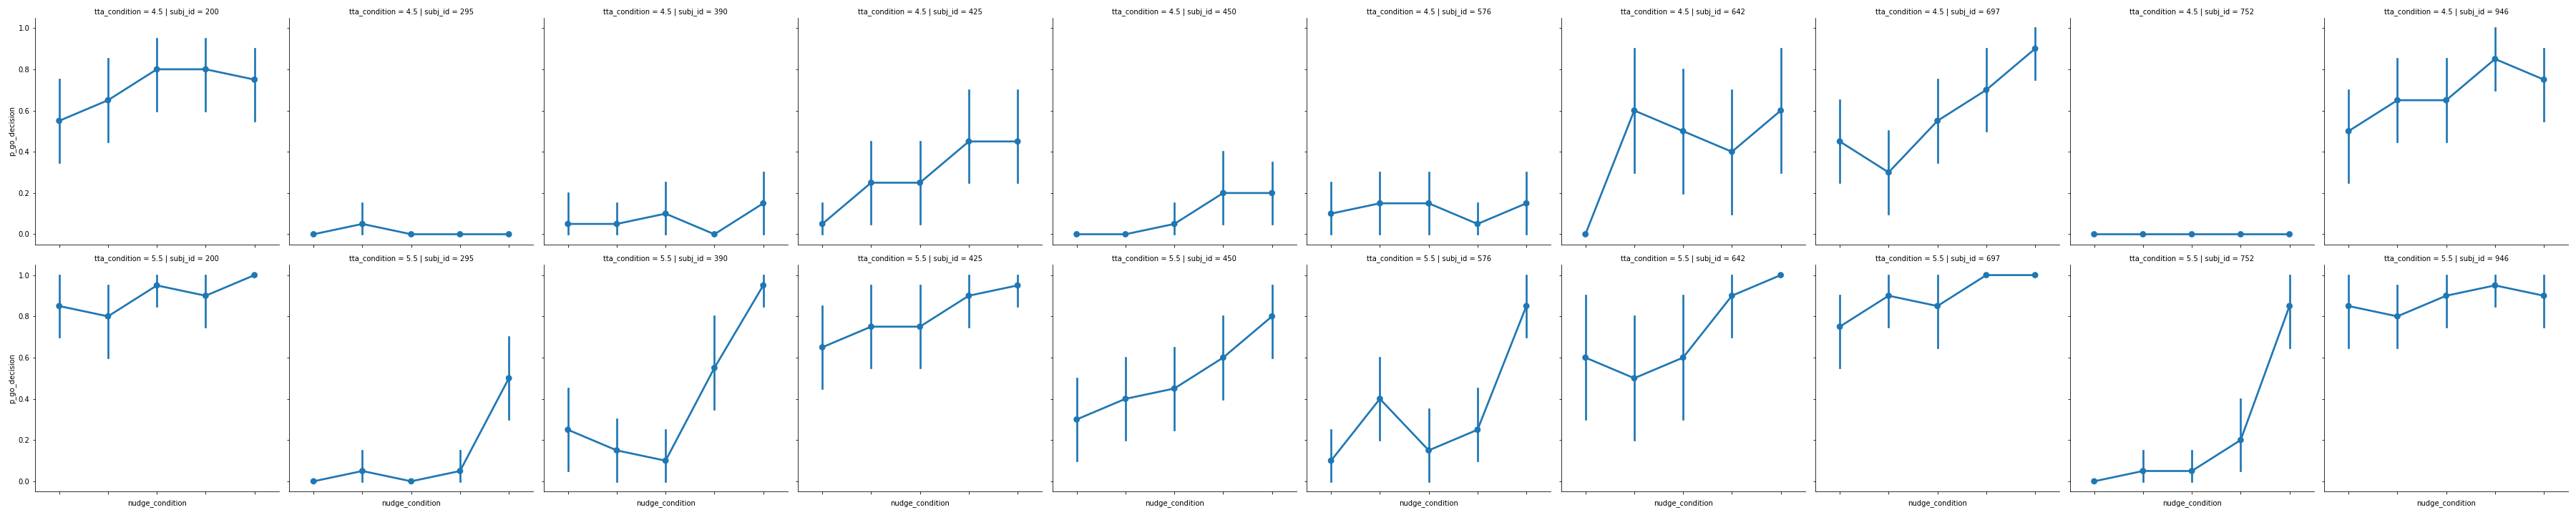 tta_condition = 4.5 | subj_id = 200
tta_condition = 4.5 | subj_id = 295
tta_condition = 4.5 | subj_id = 390
tta_condition = 4.5 | subj_id = 425
tta_condition = 4.5 | subj_id = 450
tta_condition = 4.5 | subj_id = 576
tta_condition = 4.5 | subj_id = 642
tta_condition = 4.5 | subj_id = 697
tta_condition = 4.5 | subj_id = 752
tta_condition = 4.5 | subj_id = 946
p_go_decision
1.0
0.8
0.6
0.4
0.2
0.0
tta_condition = 5.5 | subj_id = 200
tta_condition = 5.5 | subj_id = 295
tta_condition = 5.5 | subj_id = 390
tta_condition = 5.5 | subj_id = 425
tta_condition = 5.5 | subj_id = 450
tta_condition = 5.5 | subj_id = 576
tta_condition = 5.5 | subj_id = 642
tta_condition = 5.5 | subj_id = 697
tta_condition = 5.5 | subj_id = 752
tta_condition = 5.5 | subj_id = 946
p_go_decision
1.0
0.8
0.6
0.4
0.2
0.0
nudge_condition
nudge_condition
nudge_condition
nudge_condition
nudge_condition
nudge_condition
nudge_condition
nudge_condition
nudge_condition
nudge_condition